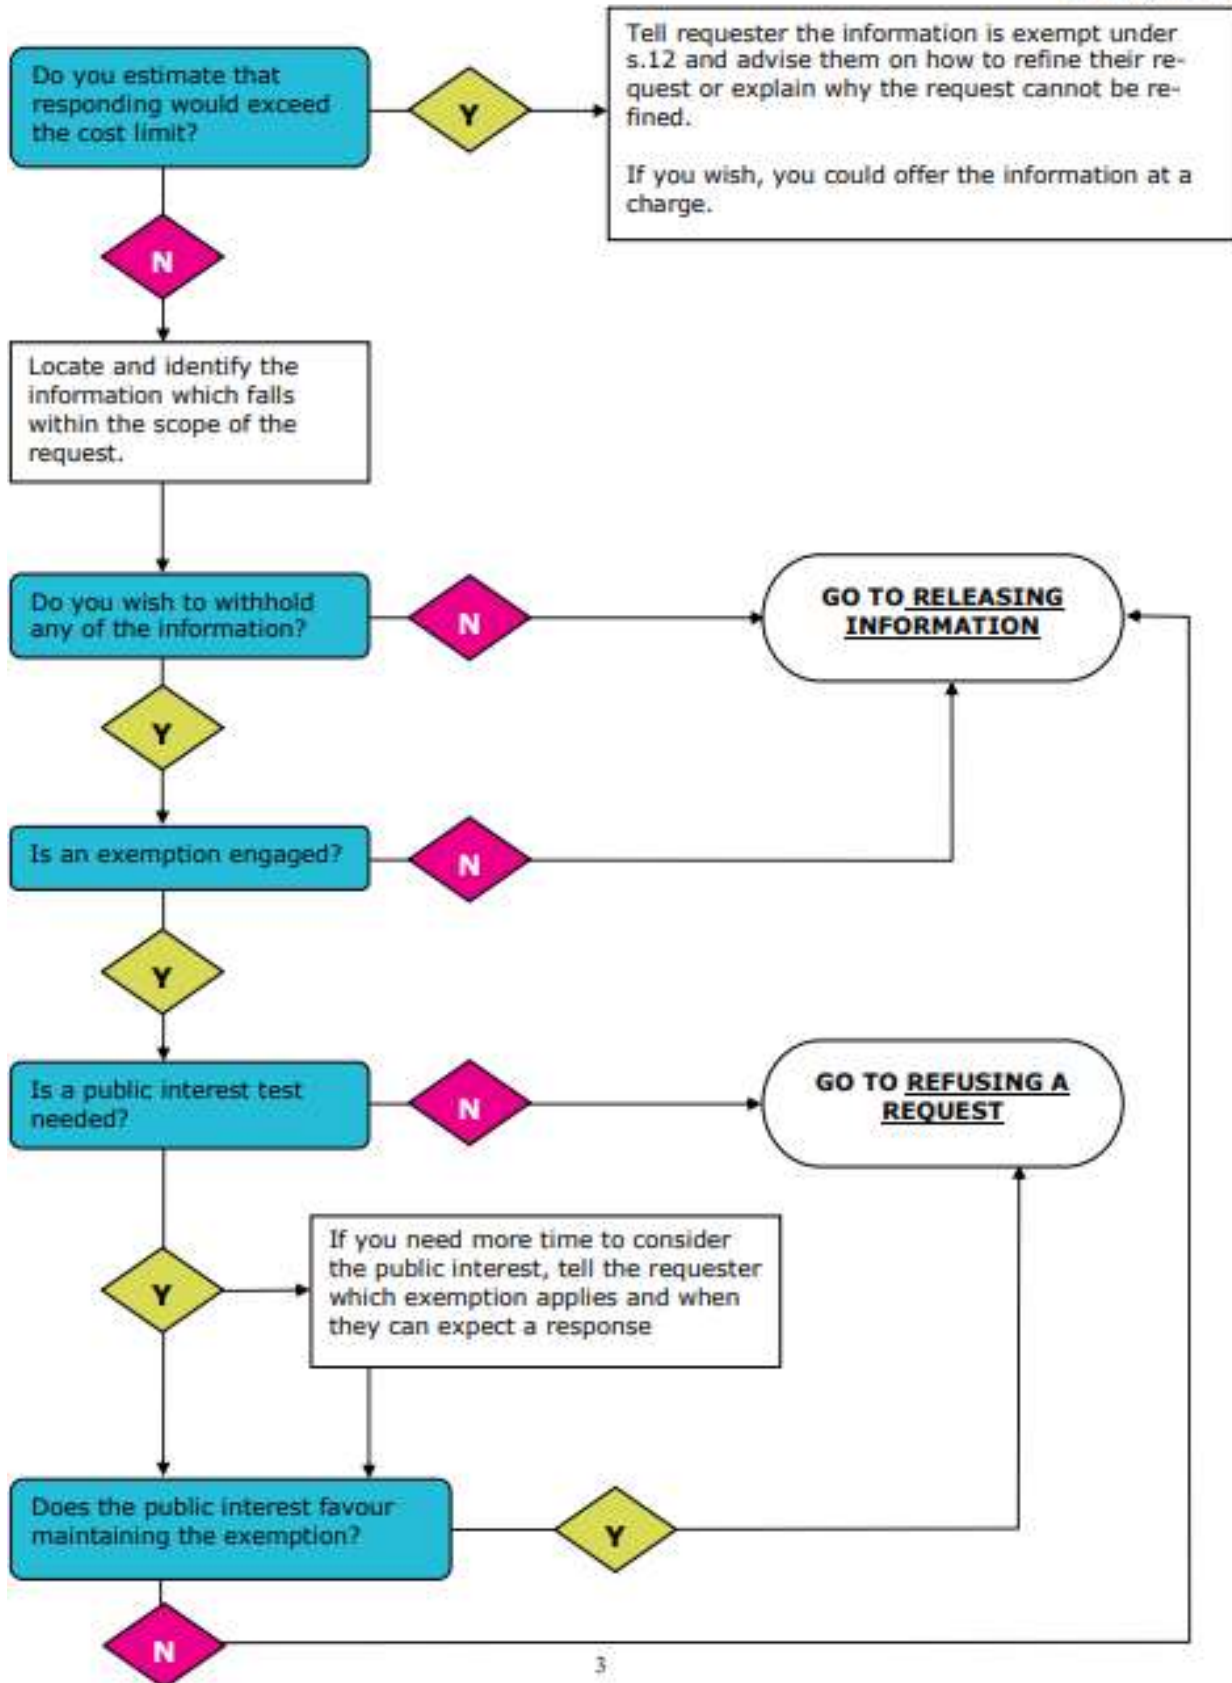 Do you estimate that
responding would exceed
the cost limit?
Y
Tell requester the information is exempt under
s.12 and advise them on how to refine their re-
quest or explain why the request cannot be re-
fined.
If you wish, you could offer the information at a
charge.
N
Locate and identify the
information which falls
within the scope of the
request.
Do you wish to withhold
any of the information?
N
GO TO RELEASING
INFORMATION
Y
Is an exemption engaged?
N
Y
Is a public interest test
needed?
N
GO TO REFUSING A
REQUEST
Y
If you need more time to consider
the public interest, tell the requester
which exemption applies and when
they can expect a response
Does the public interest favour
maintaining the exemption?
Y
N
3